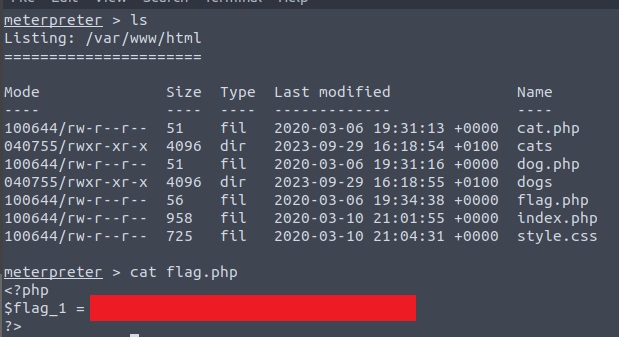 meterpreter > ls
Listing: /var/www/html
======================
Mode Size Type Last modified Name
---- ---- ---- ------------- ----
100644/rw-r--r-- 51 fil 2020-03-06 19:31:13 +0000 cat.php
040755/rwxr-xr-x 4096 dir 2023-09-29 16:18:54 +0100 cats
100644/rw-r--r-- 51 fil 2020-03-06 19:31:16 +0000 dog.php
040755/rwxr-xr-x 4096 dir 2023-09-29 16:18:55 +0100 dogs
100644/rw-r--r-- 56 fil 2020-03-06 19:34:38 +0000 flag.php
100644/rw-r--r-- 958 fil 2020-03-10 21:01:55 +0000 index.php
100644/rw-r--r-- 725 fil 2020-03-10 21:04:31 +0000 style.css
meterpreter > cat flag.php
<?php
$flag_1 =
?>